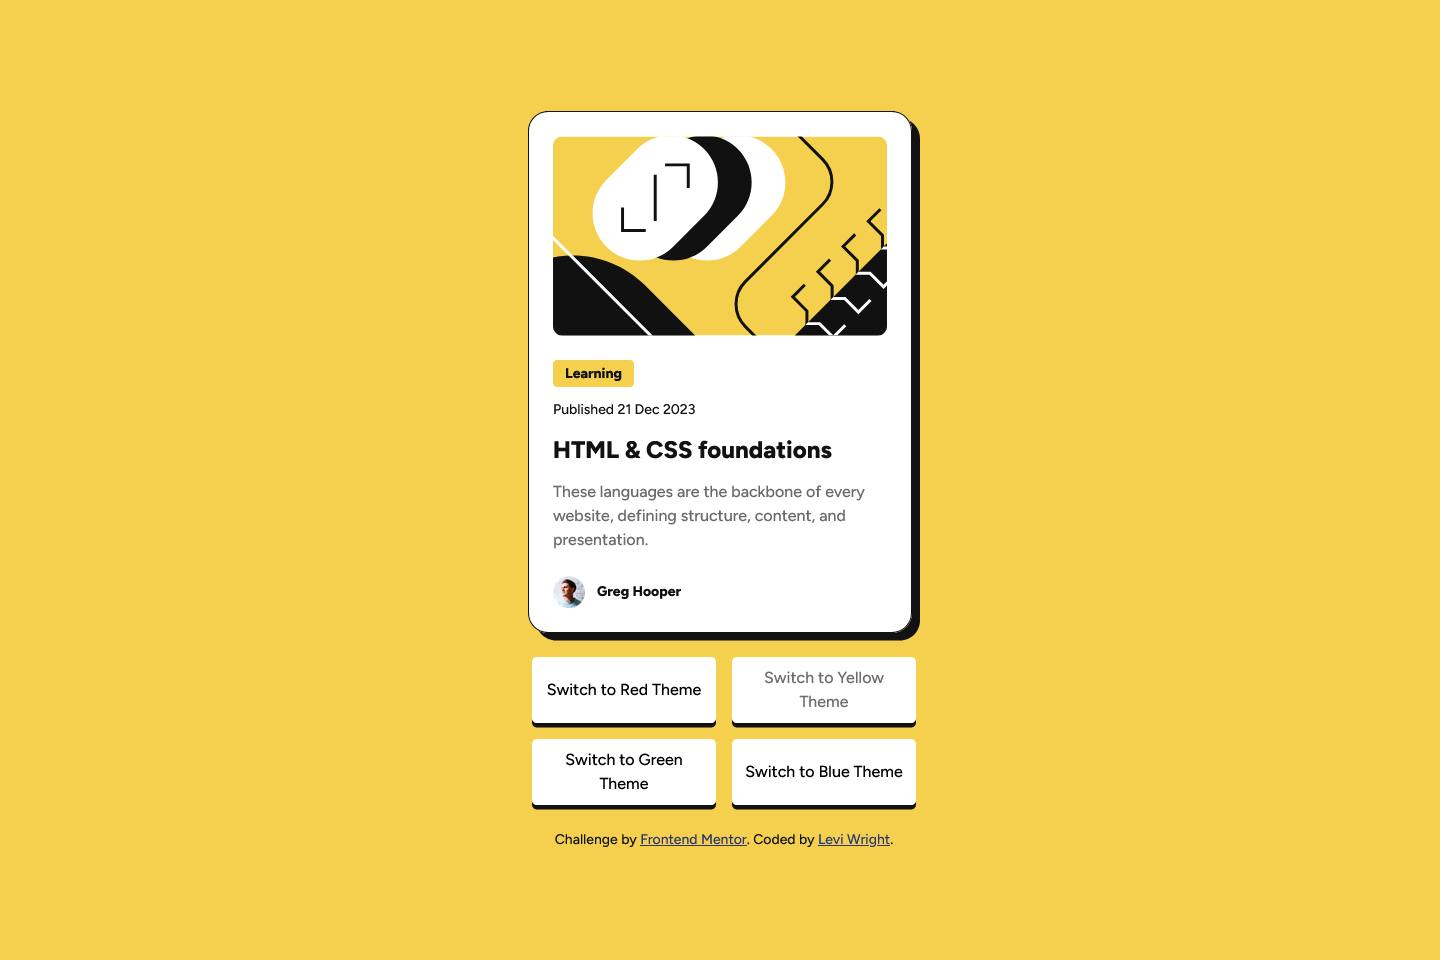 Learning
Published 21 Dec 2023
HTML & CSS foundations
These languages are the backbone of every
website, defining structure, content, and
presentation.
Greg Hooper
Switch to Red Theme
Switch to Yellow
Theme
Switch to Green
Theme
Switch to Blue Theme
Challenge by Frontend Mentor. Coded by Levi Wright.